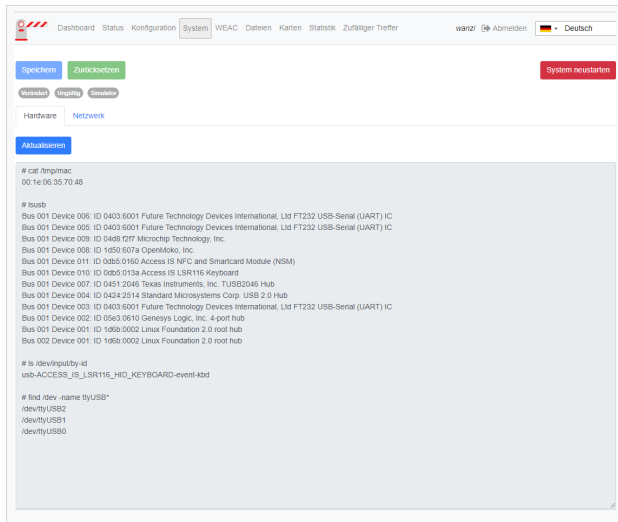 Dashboard Status Konfiguration System WEAC Dateien Karten Statistik Zufälliger Treffer wanzl Abmelden Deutsch
Speichern Zurücksetzen System neustarten
Verändert Ungültig Simulator
Hardware Netzwerk
Aktualisieren
# cat /tmp/mac
00:1e:06:35:70:48
# lsusb
Bus 001 Device 006: ID 0403:6001 Future Technology Devices International, Ltd FT232 USB-Serial (UART) IC
Bus 001 Device 005: ID 0403:6001 Future Technology Devices International, Ltd FT232 USB-Serial (UART) IC
Bus 001 Device 009: ID 04d8:f2f7 Microchip Technology, Inc.
Bus 001 Device 008: ID 1d50:607a OpenMoko, Inc.
Bus 001 Device 011: ID 0db5:0160 Access IS NFC and Smartcard Module (NSM)
Bus 001 Device 010: ID 0db5:013a Access IS LSR116 Keyboard
Bus 001 Device 007: ID 0451:2046 Texas Instruments, Inc. TUSB2046 Hub
Bus 001 Device 004: ID 0424:2514 Standard Microsystems Corp. USB 2.0 Hub
Bus 001 Device 003: ID 0403:6001 Future Technology Devices International, Ltd FT232 USB-Serial (UART) IC
Bus 001 Device 002: ID 05e3:0610 Genesys Logic, Inc. 4-port hub
Bus 001 Device 001: ID 1d6b:0002 Linux Foundation 2.0 root hub
Bus 002 Device 001: ID 1d6b:0002 Linux Foundation 2.0 root hub
# ls /dev/input/by-id
usb-ACCESS_IS_LSR116_HID_KEYBOARD-event-kbd
# find /dev -name ttyUSB*
/dev/ttyUSB2
/dev/ttyUSB1
/dev/ttyUSB0